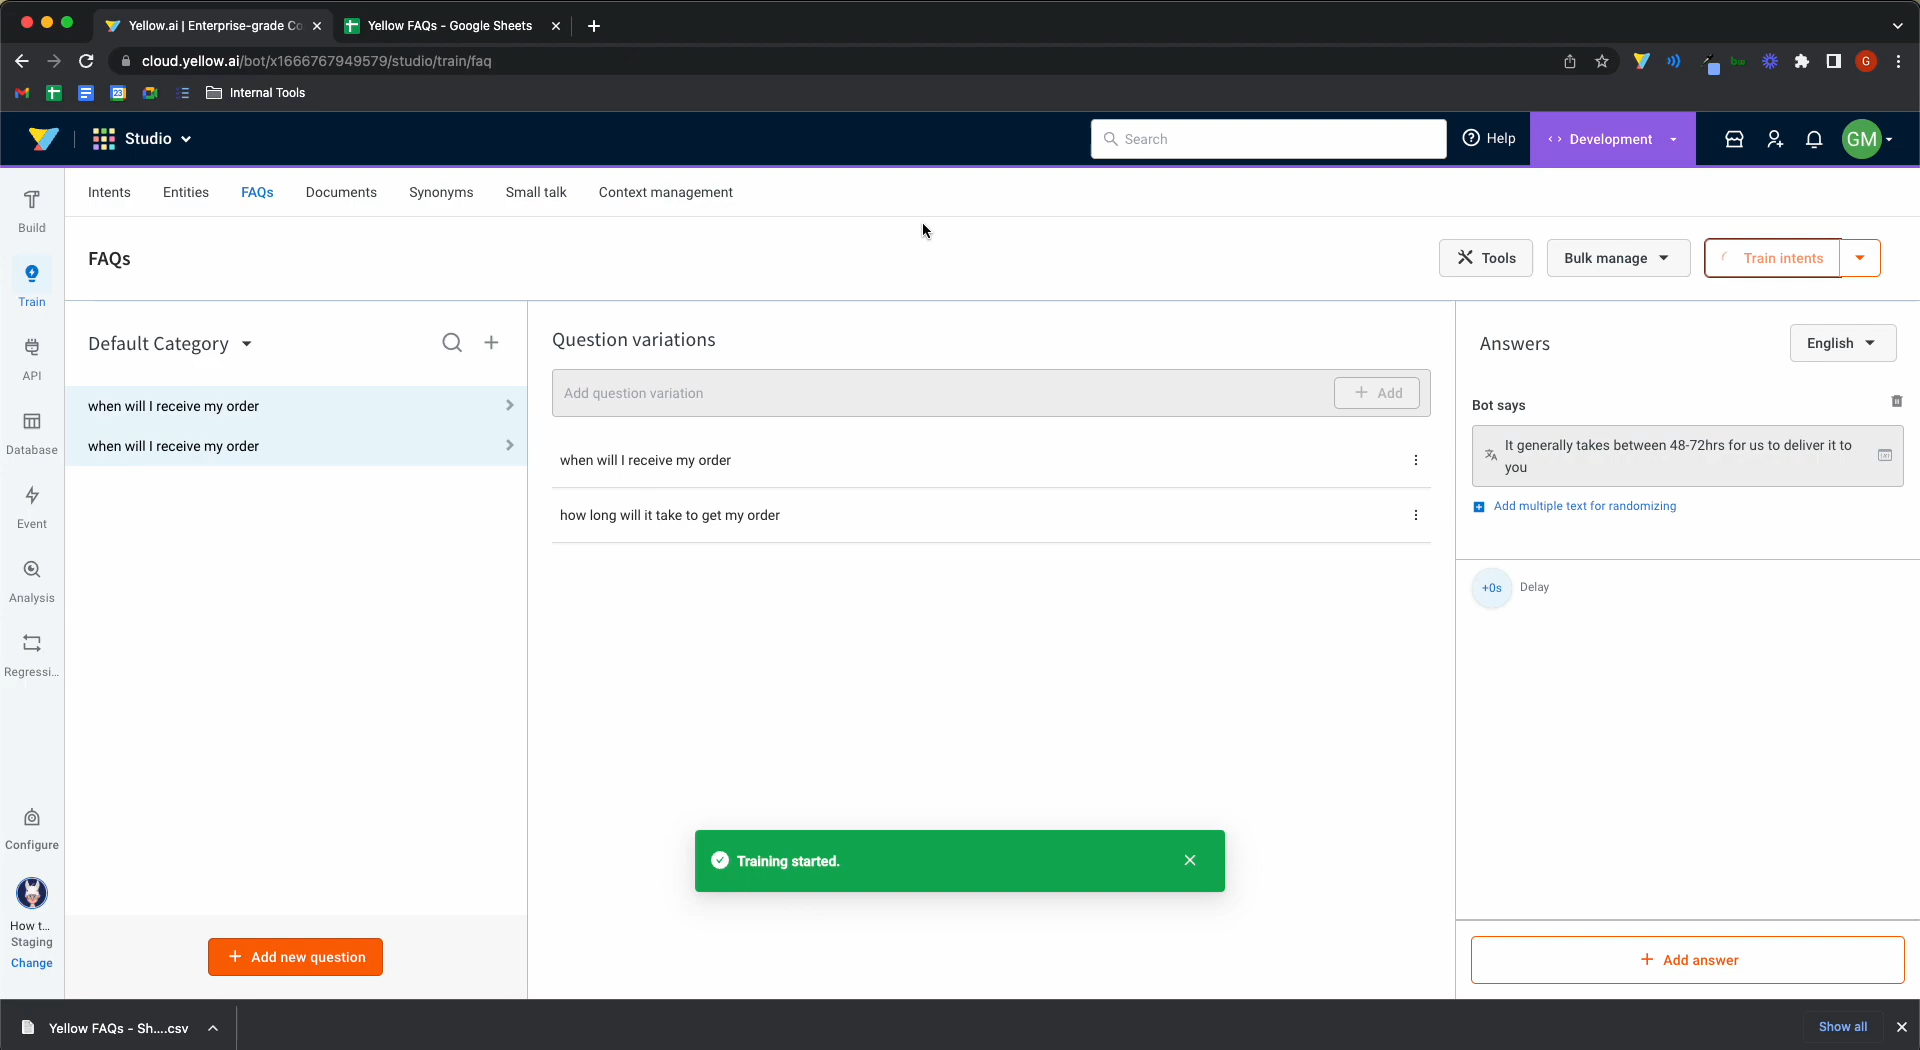 Yellow.ai | Enterprise-grade Co
Yellow FAQs - Google Sheets
cloud.yellow.ai/bot/x1666767949579/studio/train/faq
G
23
Internal Tools
Studio
Search
Help
Development
GM
Intents Entities FAQs Documents Synonyms Small talk Context management
Build
Train
API
Database
Event
Analysis
Regressi...
Configure
How t...
Staging
Change
FAQs
Tools
Bulk manage
Train intents
Default Category
when will I receive my order
when will I receive my order
Add new question
Question variations
Add question variation
Add
when will I receive my order
how long will it take to get my order
Training started.
Answers
English
Bot says
It generally takes between 48-72hrs for us to deliver it to
you
Add multiple text for randomizing
+0s Delay
Add answer
Yellow FAQs - Sh....csv
Show all